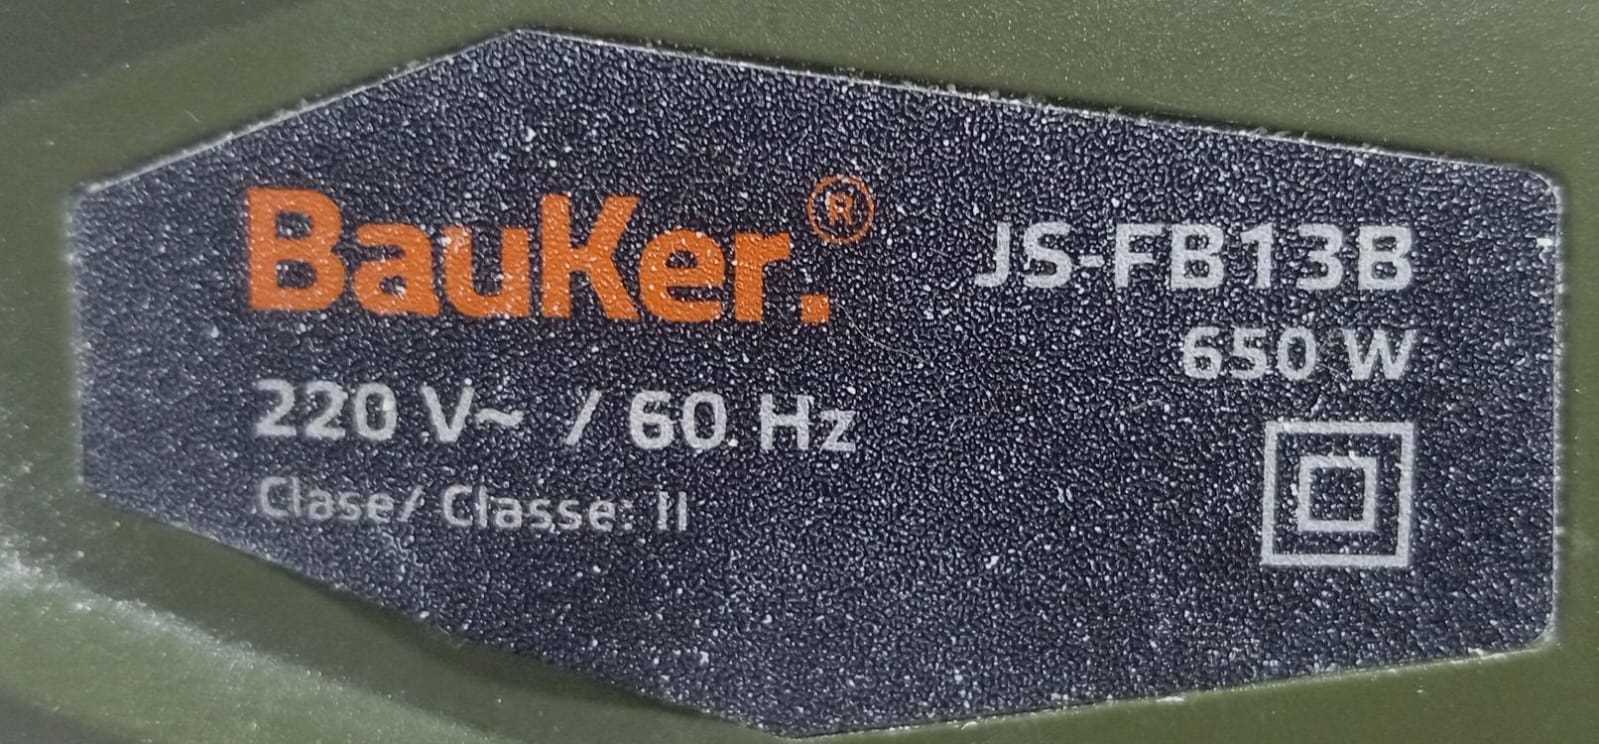 BauKer.®
JS-FB13B
650 W
220 V~ / 60 Hz
Clase/ Classe: II